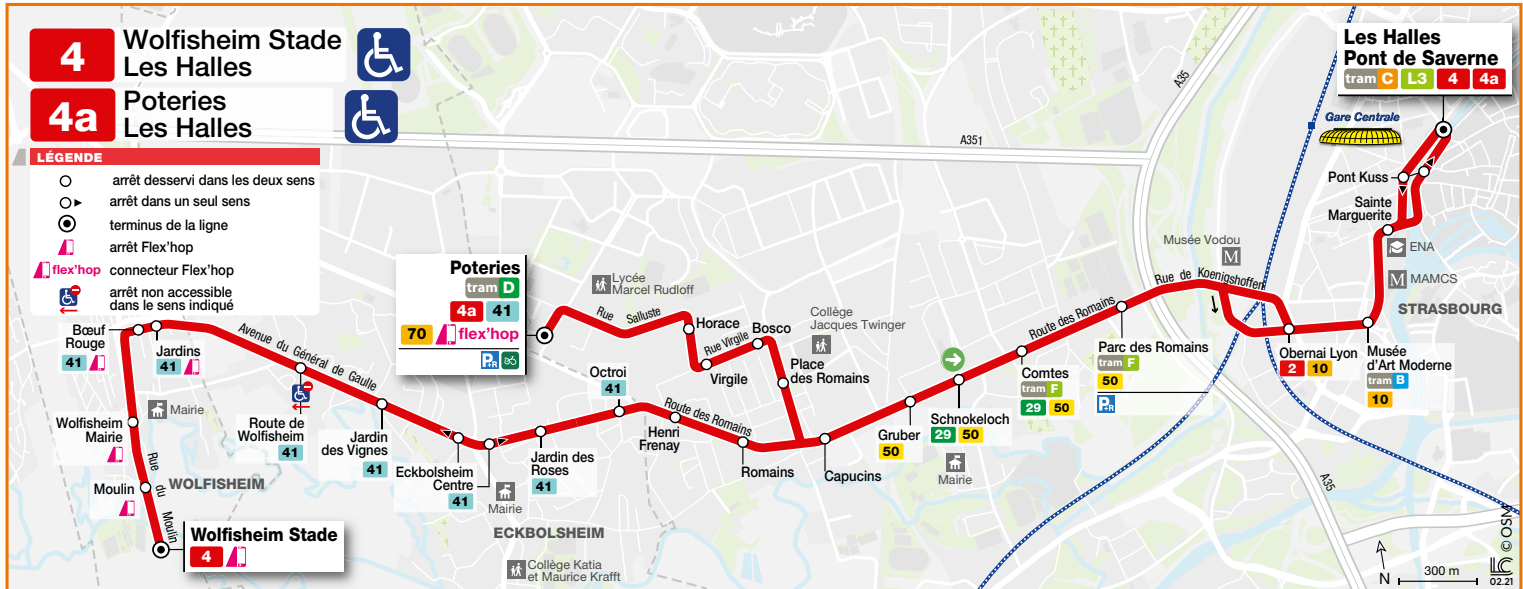 4
Wolfisheim Stade
Les Halles
4a
Poteries
Les Halles
LÉGENDE
arrêt desservi dans les deux sens
arrêt dans un seul sens
terminus de la ligne
arrêt Flex'hop
flex'hop connecteur Flex'hop
arrêt non accessible
dans le sens indiqué
Les Halles
Pont de Saverne
tram C L3 4 4a
Gare Centrale
A35
A351
Pont Kuss
Sainte
Marguerite
ENA
M MAMCS
STRASBOURG
Musée Vodou
M
Rue de Koenigshoffen
Obernai Lyon
2 10
Musée
d'Art Moderne
tram B
10
Parc des Romains
tram F
50
P+R
Route des Romains
Comtes
tram F
29 50
Schnokeloch
29 50
Mairie
Gruber
50
Capucins
Collège
Jacques Twinger
Lycée
Marcel Rudloff
Poteries
tram D
4a 41
70 flex'hop
P+R
Rue Salluste
Horace
Rue Virgile
Bosco
Virgile
Place
des Romains
Octroi
41
Route des Romains
Henri
Frenay
Romains
Jardin des
Roses
41
Eckbolsheim
Centre
41
Mairie
ECKBOLSHEIM
Collège Katia
et Maurice Krafft
Jardin
des Vignes
41
Route de
Wolfisheim
41
Avenue du Général de Gaulle
Bœuf
Rouge
41
Jardins
41
Mairie
Wolfisheim
Mairie
Rue du Moulin
Moulin
WOLFISHEIM
Wolfisheim Stade
4
A35
N
300 m
© OSM
02.21